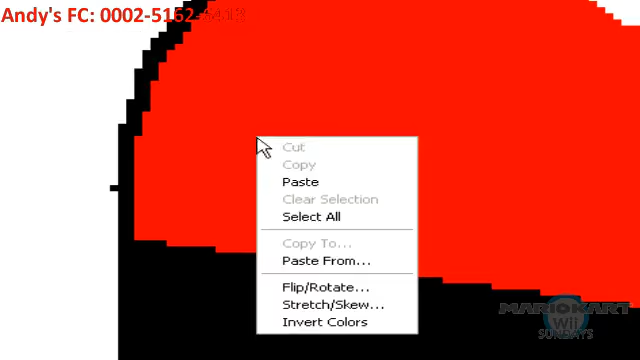 Andy's FC: 0002-5162-
Cut
Copy
Paste
Clear Selection
Select All
Copy To...
Paste From...
Flip/Rotate...
Stretch/Skew...
Invert Colors
MARIOKART
Wii
SUNDAYS